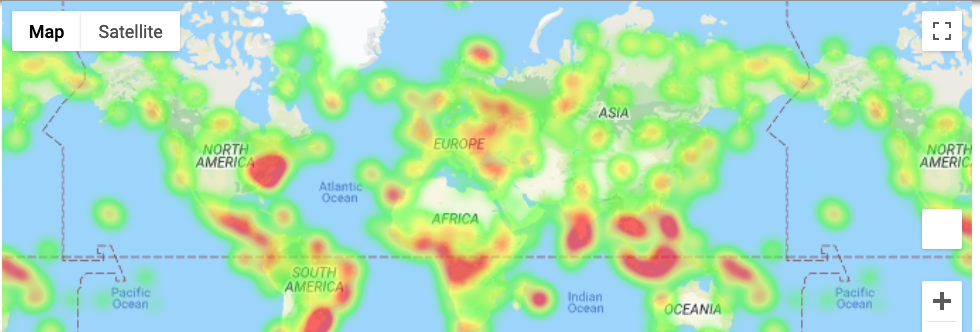 Map Satellite
ASIA
EUROPE
NORTH
AMERICA
NORTH
AMERIC
Atlantic
Ocean
AFRICA
SOUTH
AMERICA
Pacific
Ocean
Indian
Ocean
OCEANIA
Pacific
Ocean
+